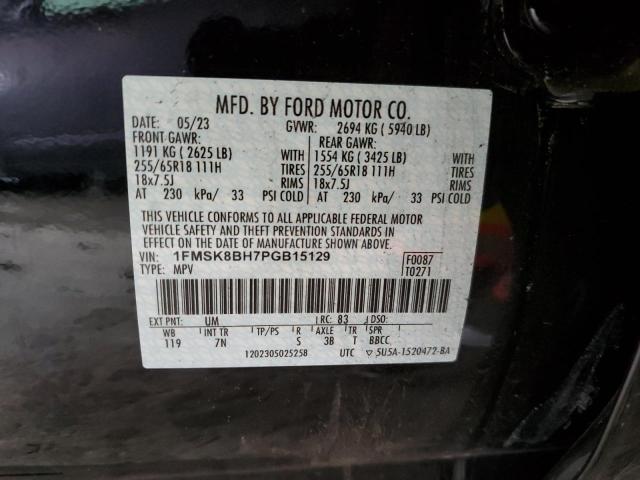 MFD. BY FORD MOTOR CO.
DATE: 05/23 GVWR: 2694 KG ( 5940 LB)
FRONT GAWR: REAR GAWR:
1191 KG ( 2625 LB) WITH 1554 KG ( 3425 LB) WITH
255/65R18 111H TIRES 255/65R18 111H TIRES
18x7.5J RIMS 18x7.5J RIMS
AT 230 kPa/ 33 PSI COLD AT 230 kPa/ 33 PSI COLD
THIS VEHICLE CONFORMS TO ALL APPLICABLE FEDERAL MOTOR
VEHICLE SAFETY AND THEFT PREVENTION STANDARDS IN
EFFECT ON THE DATE OF MANUFACTURE SHOWN ABOVE.
VIN: 1FMSK8BH7PGB15129 F0087
TYPE: MPV T0271
EXT PNT: UM RC: 83 DSO:
WB INT TR TP/PS R AXLE TR SPR
119 7N S 3B T BBCC
1202305025258 UTC ▽ 5U5A-1520472-BA